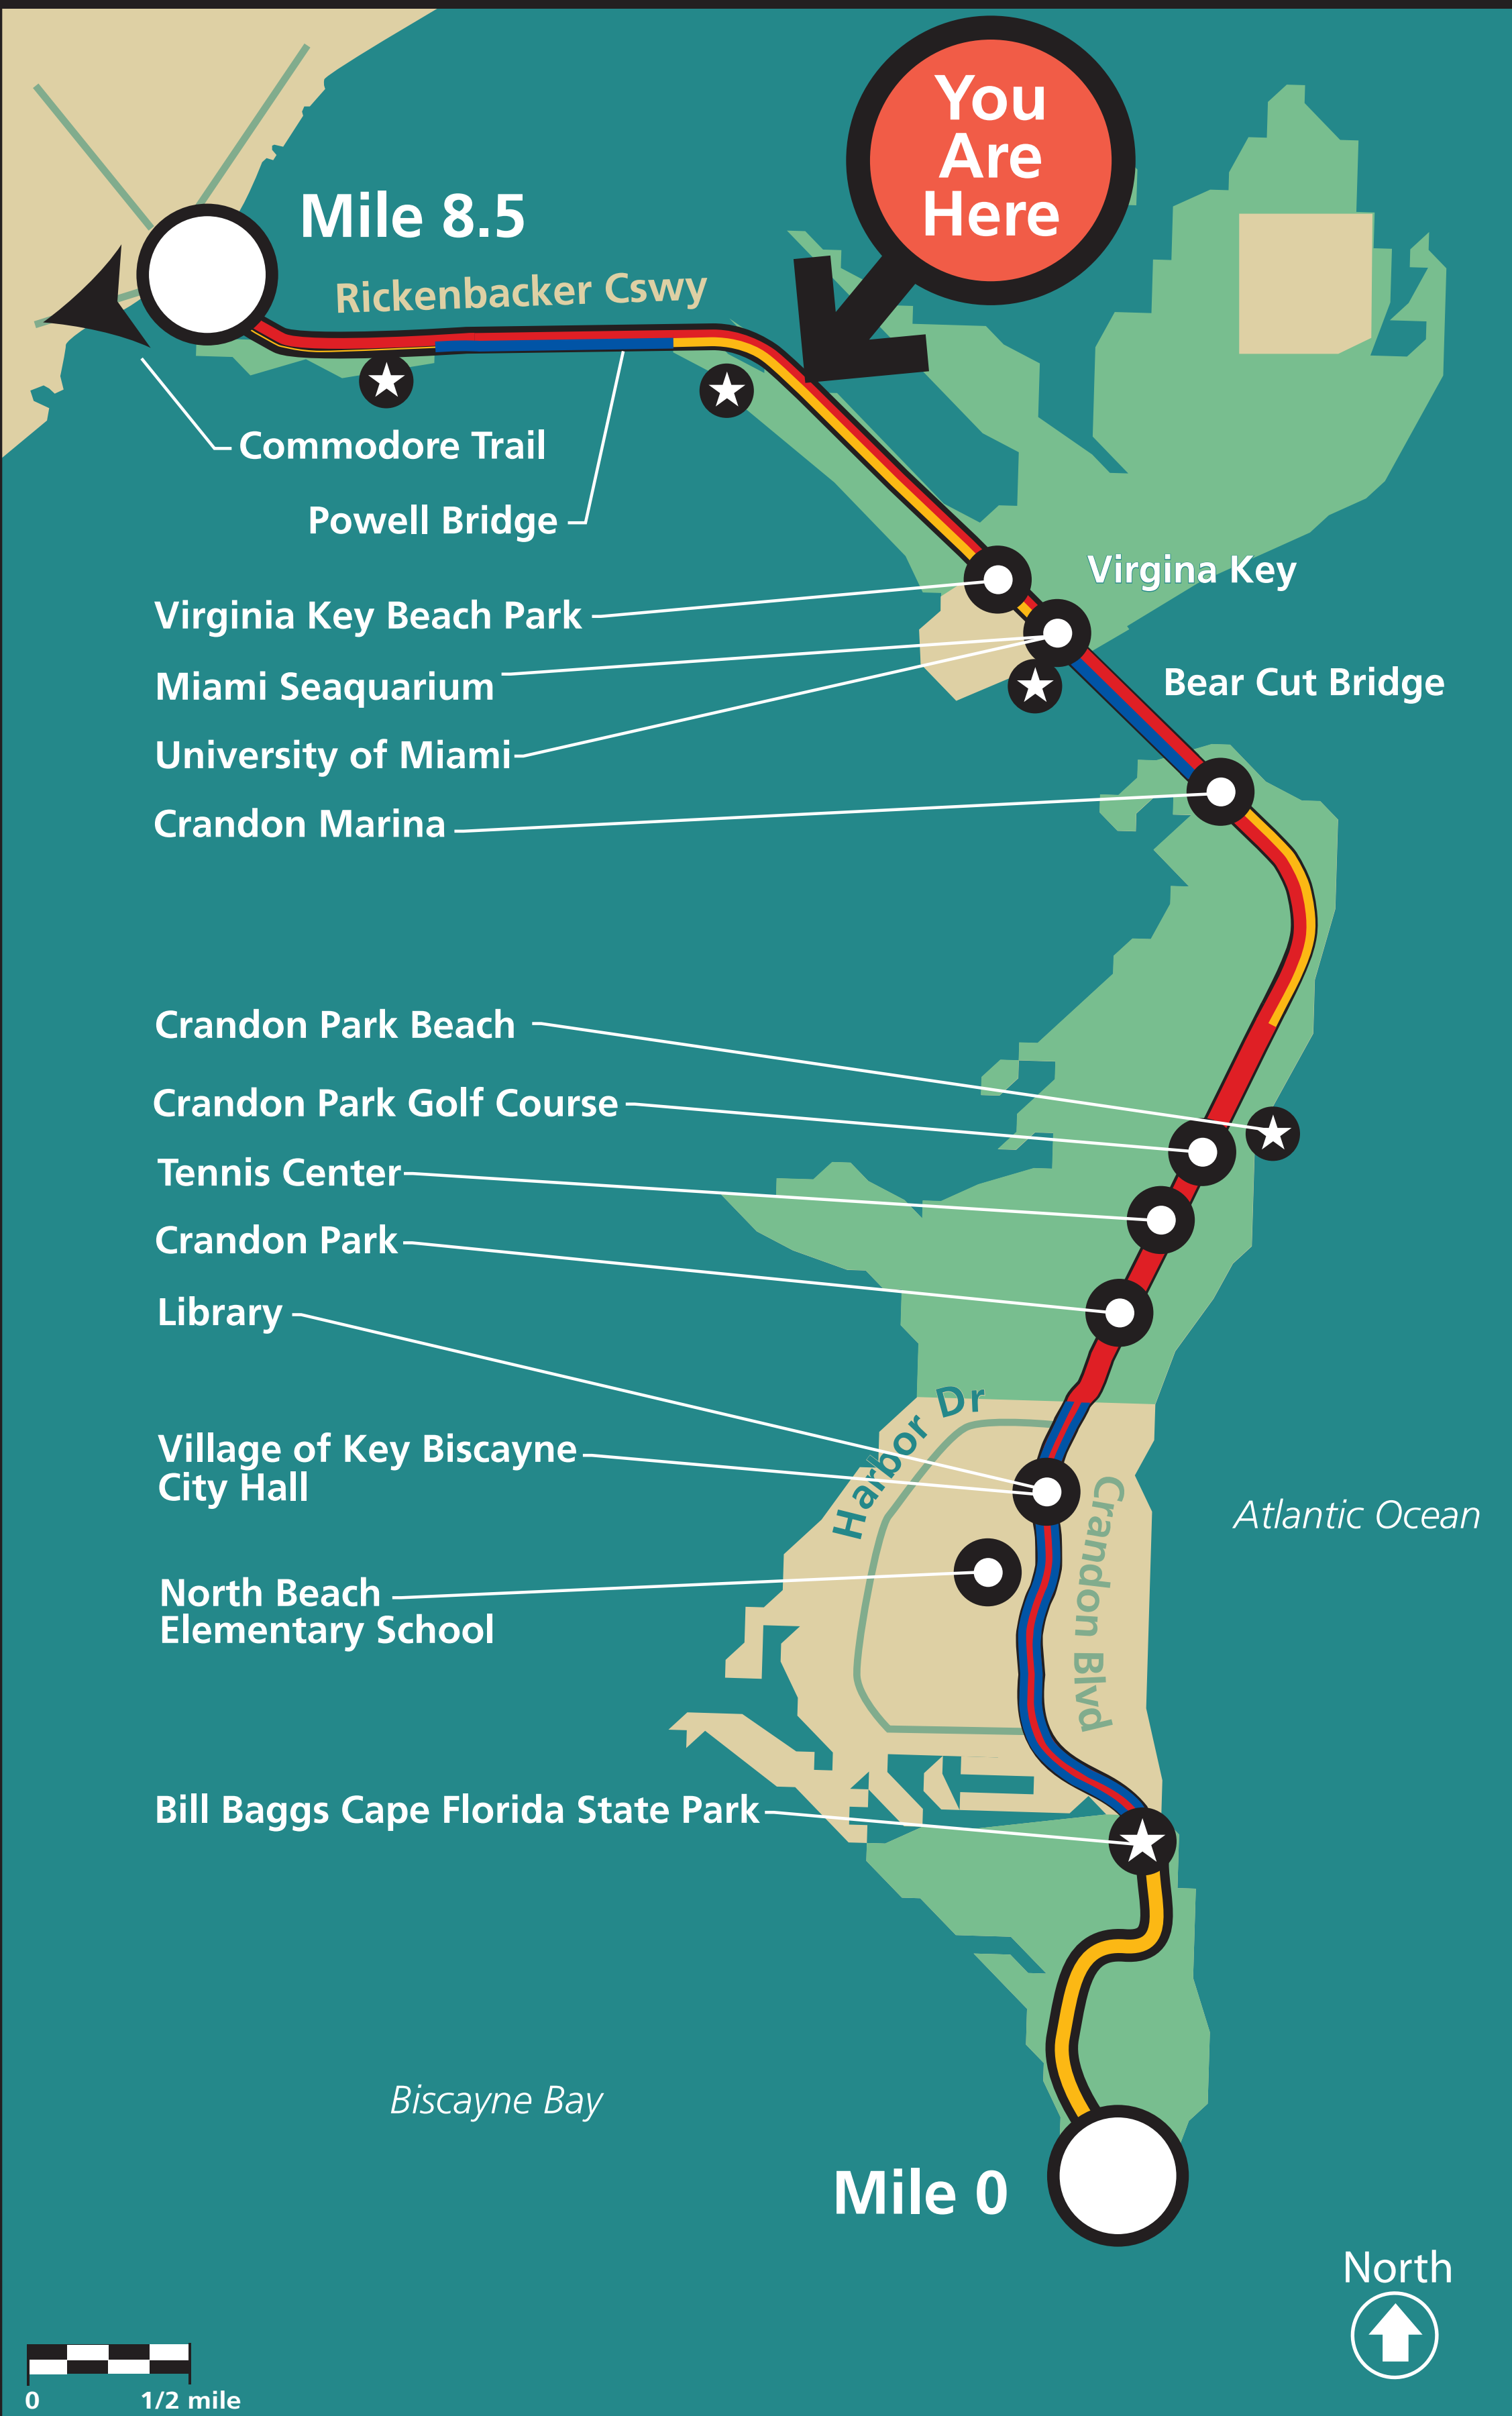 You
Are
Here
Mile 8.5
Rickenbacker Cswy
Commodore Trail
Powell Bridge
Virginia Key Beach Park
Virgina Key
Miami Seaquarium
Bear Cut Bridge
University of Miami
Crandon Marina
Crandon Park Beach
Crandon Park Golf Course
Tennis Center
Crandon Park
Library
Harbor Dr
Village of Key Biscayne
City Hall
Crandon Blvd
Atlantic Ocean
North Beach
Elementary School
Bill Baggs Cape Florida State Park
Biscayne Bay
Mile 0
North
0
1/2 mile